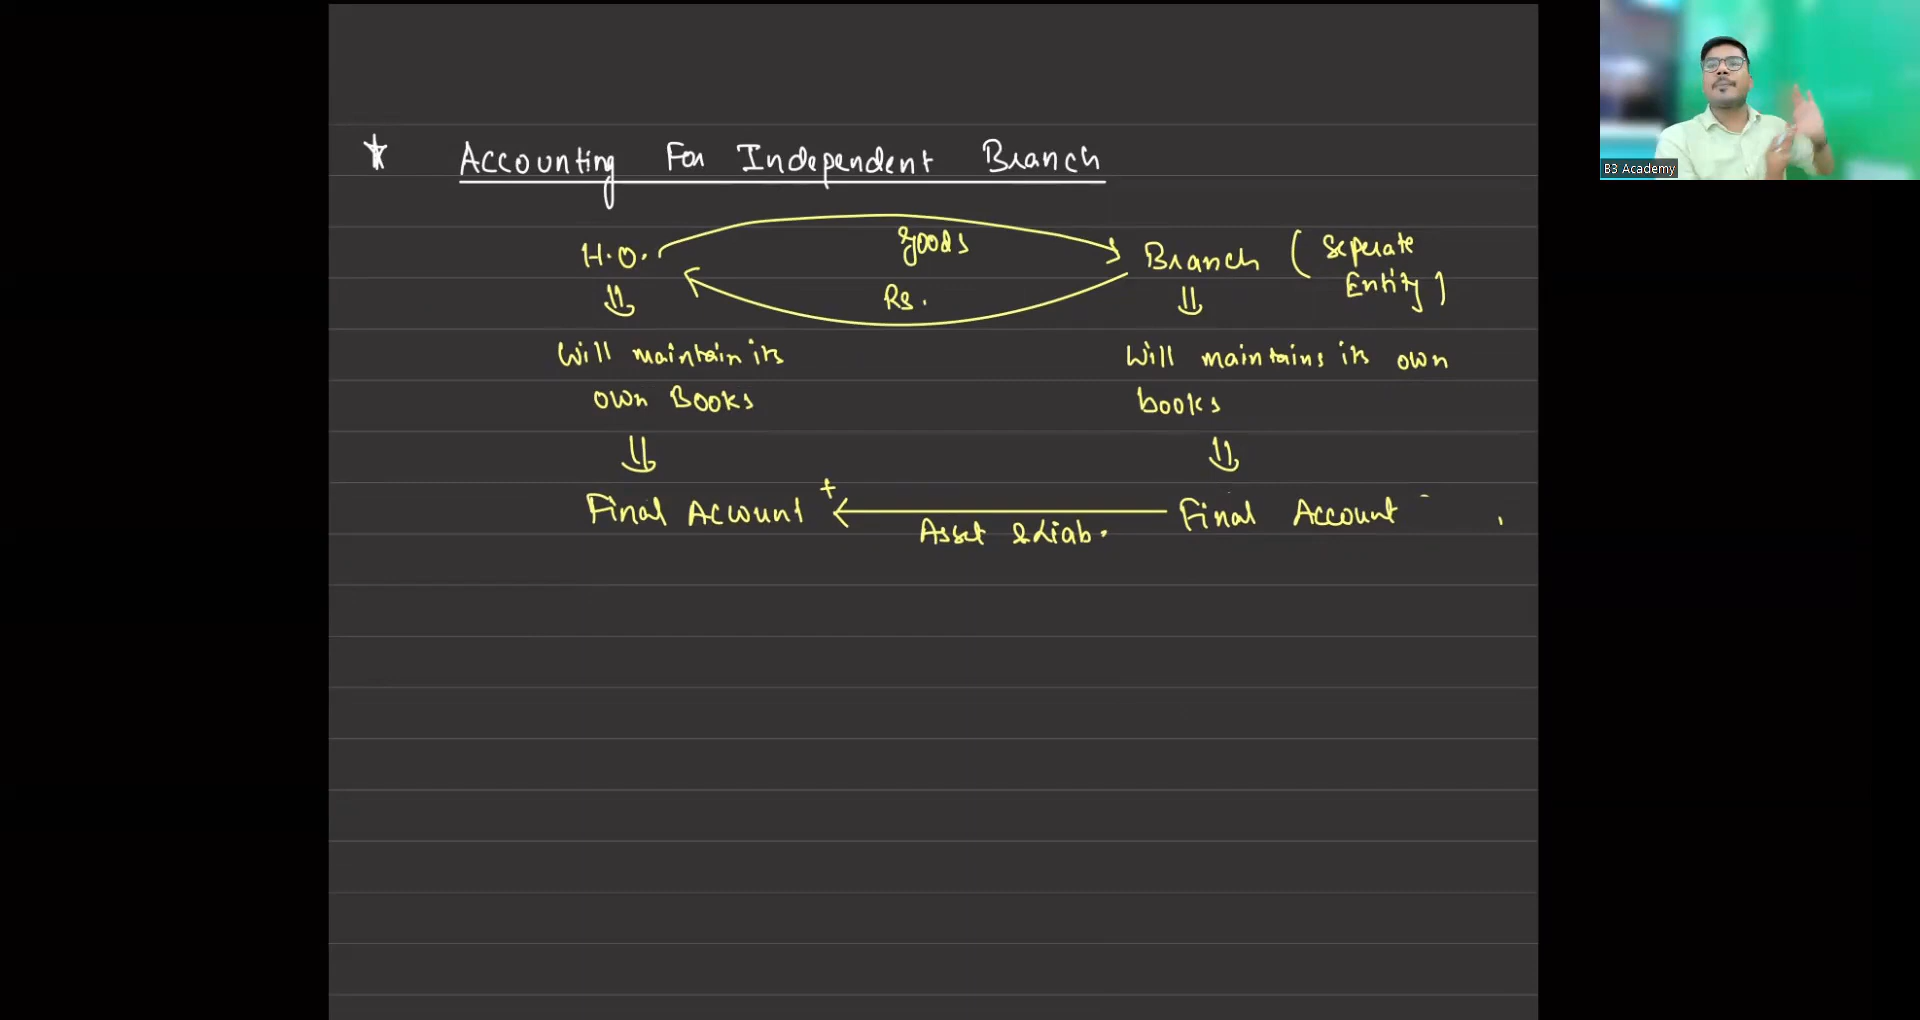 * Accounting For Independent Branch
goods
H.O. Branch (Seperate
Entity)
Rs.
Will maintain its Will maintains its own
own Books books
Final Account + Final Account
Asset & Liab.
B3 Academy